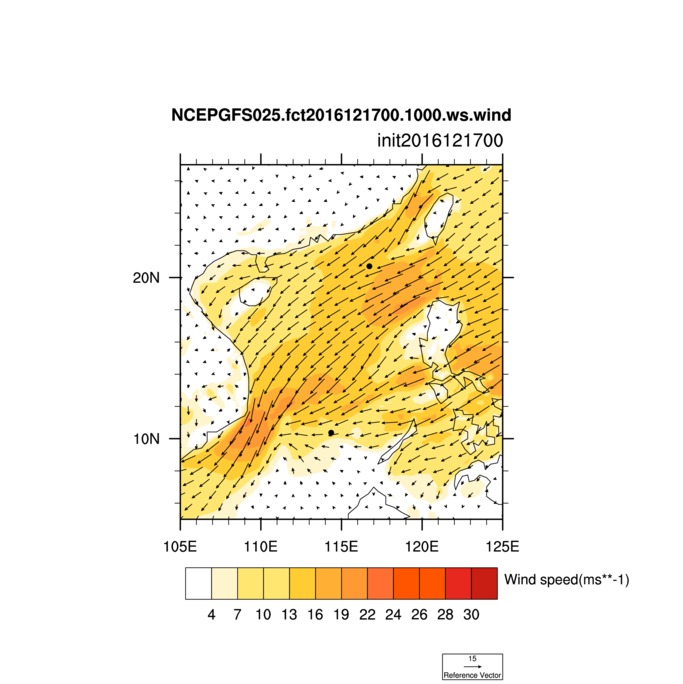 NCEPGFS025.fct2016121700.1000.ws.wind
init2016121700
20N
10N
105E 110E 115E 120E 125E
Wind speed(ms**-1)
4 7 10 13 16 19 22 24 26 28 30
15
Reference Vector